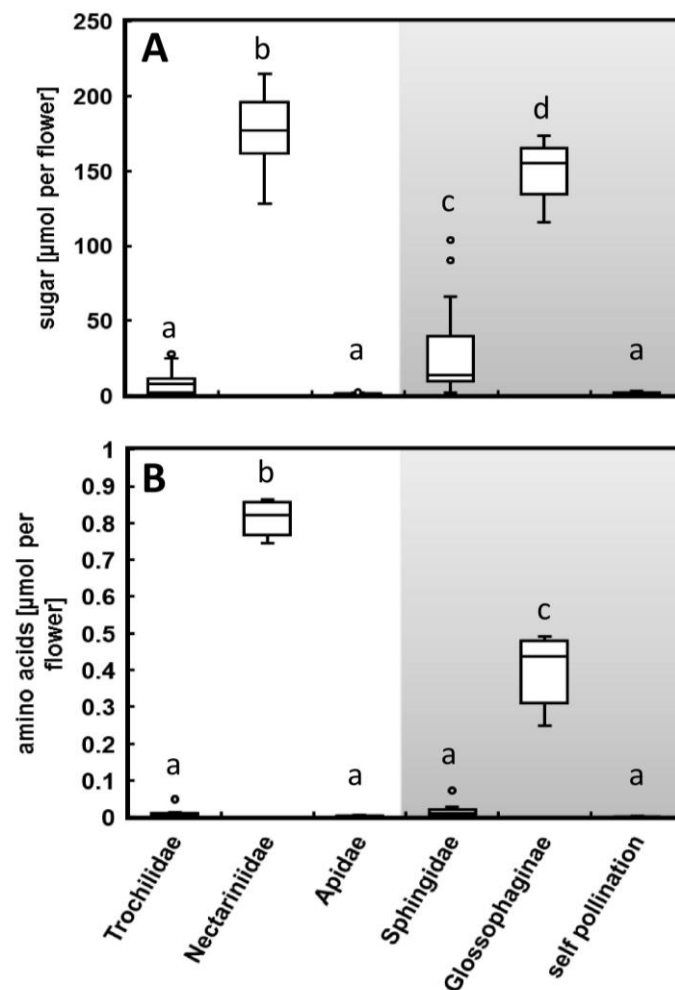 A
sugar [µmol per flower]
250
200
150
100
50
0
a
b
a
c
d
a
B
amino acids [µmol per
flower]
1
0.9
0.8
0.7
0.6
0.5
0.4
0.3
0.2
0.1
0
a
b
a
a
c
a
Trochilidae
Nectariniidae
Apidae
Sphingidae
Glossophaginae
self pollination